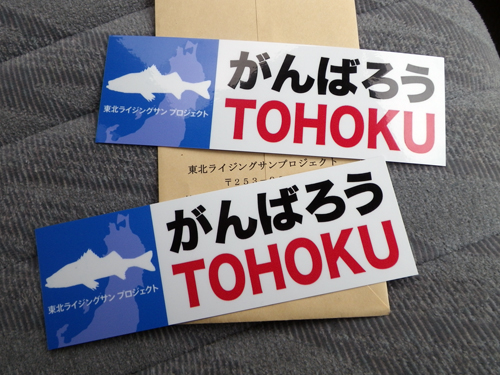 がんばろう
TOHOKU
東北ライジングサン プロジェクト
東北ライジングサンプロジェクト
〒253-0
がんばろう
TOHOKU
東北ライジングサン プロジェクト